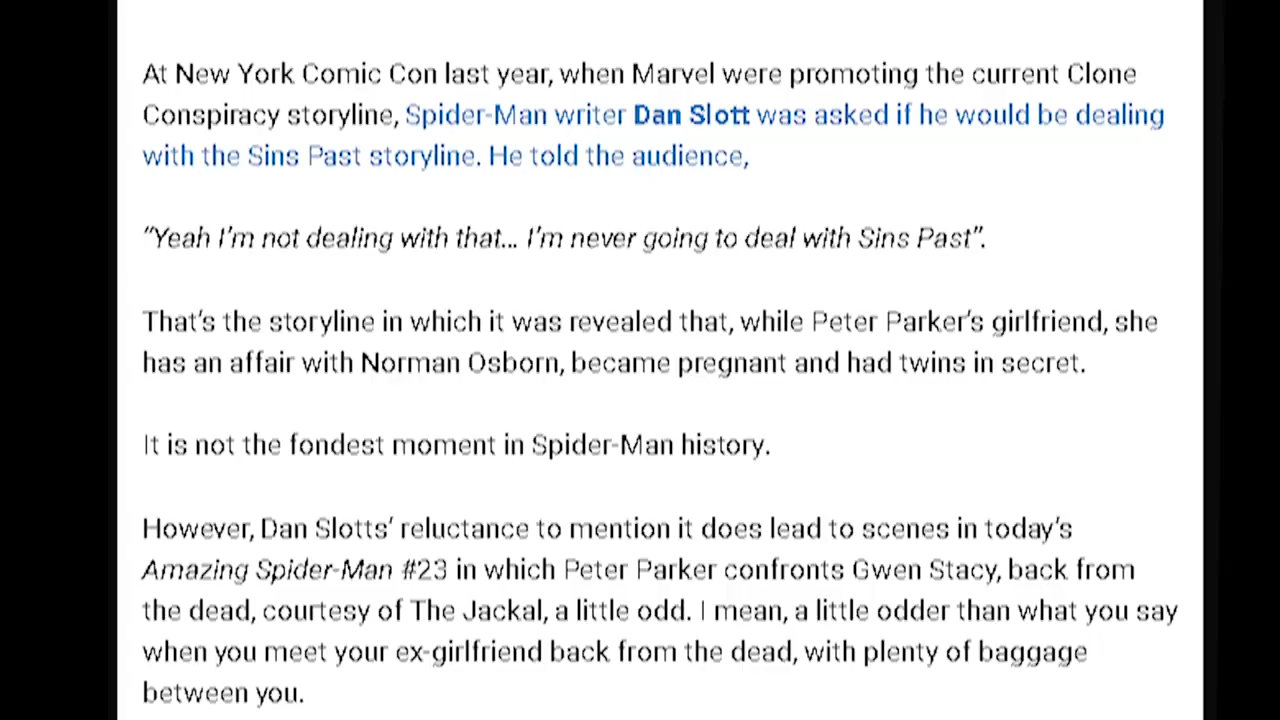 At New York Comic Con last year, when Marvel were promoting the current Clone
Conspiracy storyline, Spider-Man writer Dan Slott was asked if he would be dealing
with the Sins Past storyline. He told the audience,
“Yeah I’m not dealing with that… I’m never going to deal with Sins Past”.
That’s the storyline in which it was revealed that, while Peter Parker’s girlfriend, she
has an affair with Norman Osborn, became pregnant and had twins in secret.
It is not the fondest moment in Spider-Man history.
However, Dan Slotts’ reluctance to mention it does lead to scenes in today’s
Amazing Spider-Man #23 in which Peter Parker confronts Gwen Stacy, back from
the dead, courtesy of The Jackal, a little odd. I mean, a little odder than what you say
when you meet your ex-girlfriend back from the dead, with plenty of baggage
between you.